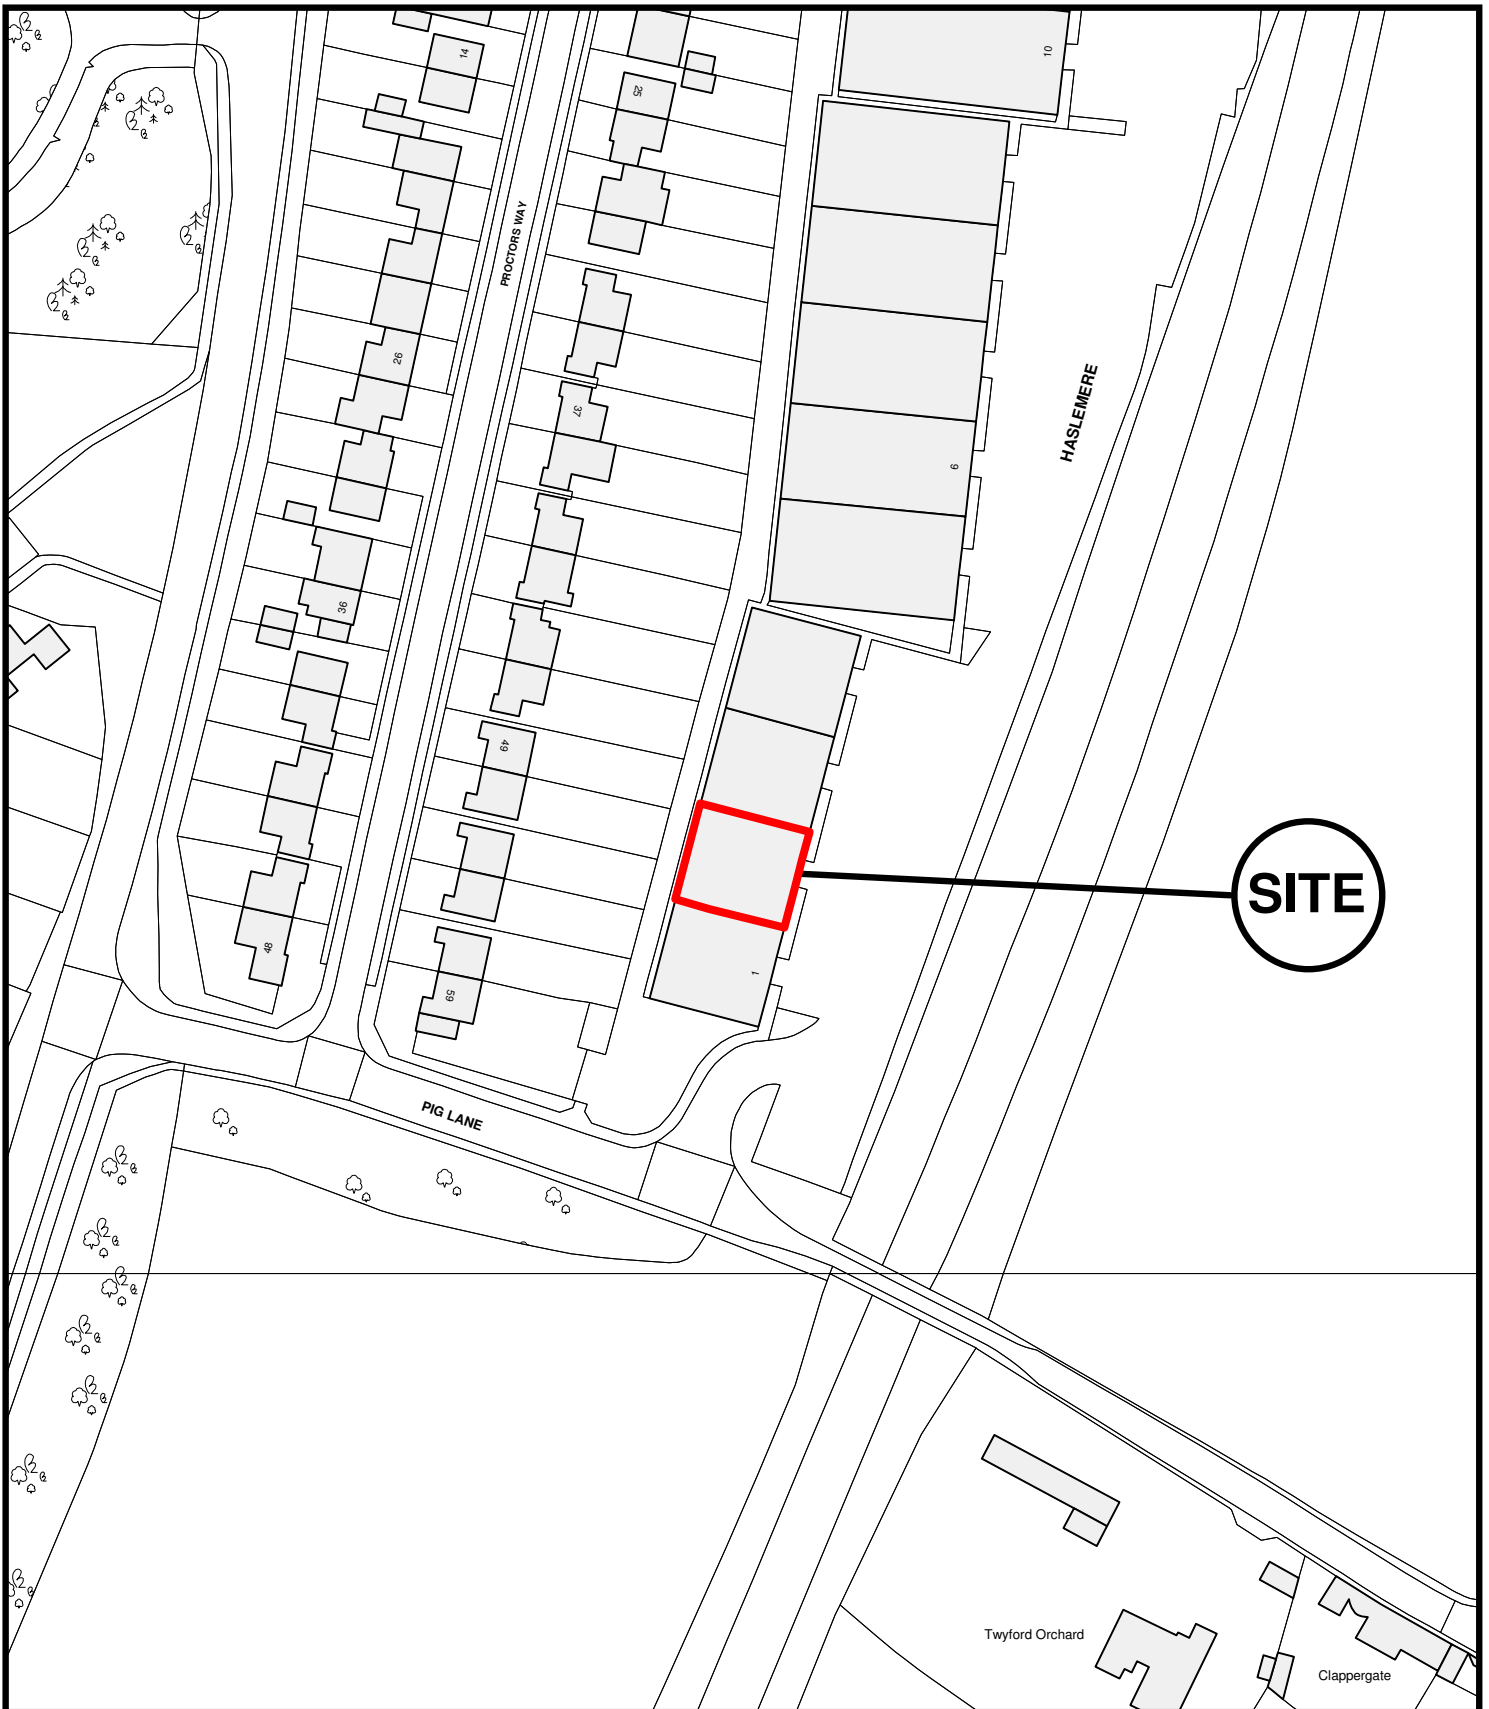 10
14
25
PROCTORS WAY
26
HASLEMERE
37
6
36
49
SITE
48
1
59
PIG LANE
Twyford Orchard
Clappergate